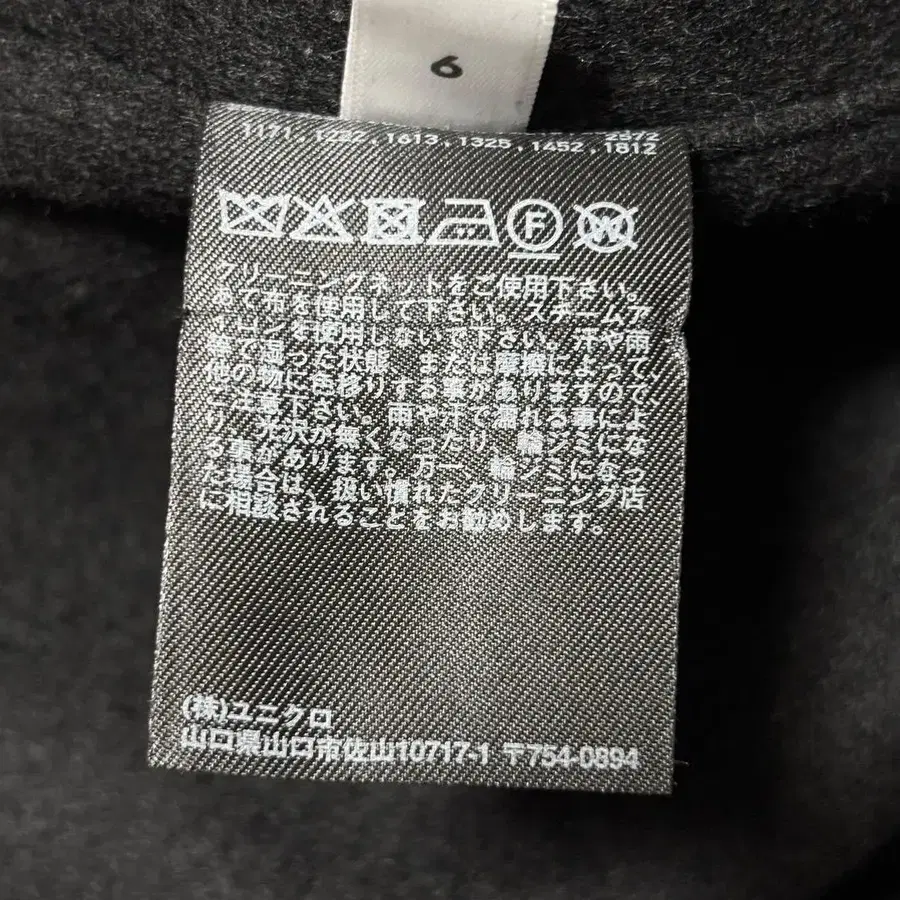 6
1613,1325,1452,1812
F
W
クリーニングネットをご使用下さい。
あて布を使用して下さい。スチームア
イロンを使用しないで下さい。汗や雨
等で湿った状態、または摩擦によって、
他の物に色移りする事がありますので
ご注意下さい。雨や汗で濡れる事によ
り、光沢が無くなったり、輪ジミにな
る事があります。万一輪ジミになっ
た場合は、扱い慣れたクリーニング店
に相談されることをお勧めします。
(株)ユニクロ
山口県山口市佐山10717-1 〒754-0894